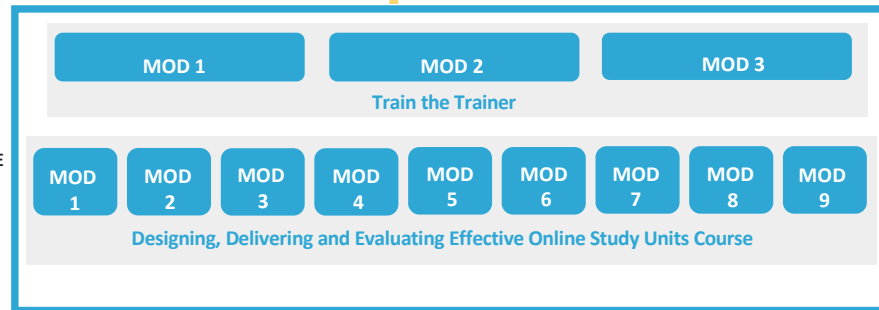 MOD 1 MOD 2 MOD 3
Train the Trainer
E
MOD MOD MOD MOD MOD MOD MOD MOD MOD
1 2 3 4 5 6 7 8 9
Designing, Delivering and Evaluating Effective Online Study Units Course